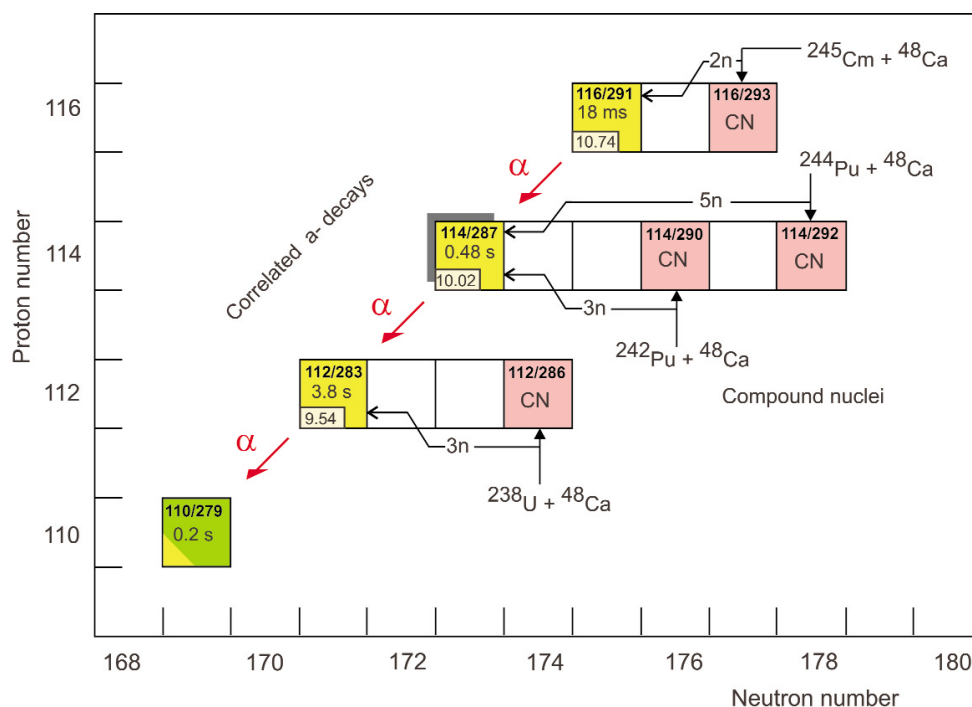 245Cm + 48Ca
2n
116
116/291
18 ms
10.74
116/293
CN
α
244Pu + 48Ca
5n
Correlated a- decays
114
114/287
0.48 s
10.02
114/290
CN
114/292
CN
3n
α
242Pu + 48Ca
Proton number
112
112/283
3.8 s
9.54
112/286
CN
Compound nuclei
3n
α
238U + 48Ca
110
110/279
0.2 s
168 170 172 174 176 178 180
Neutron number